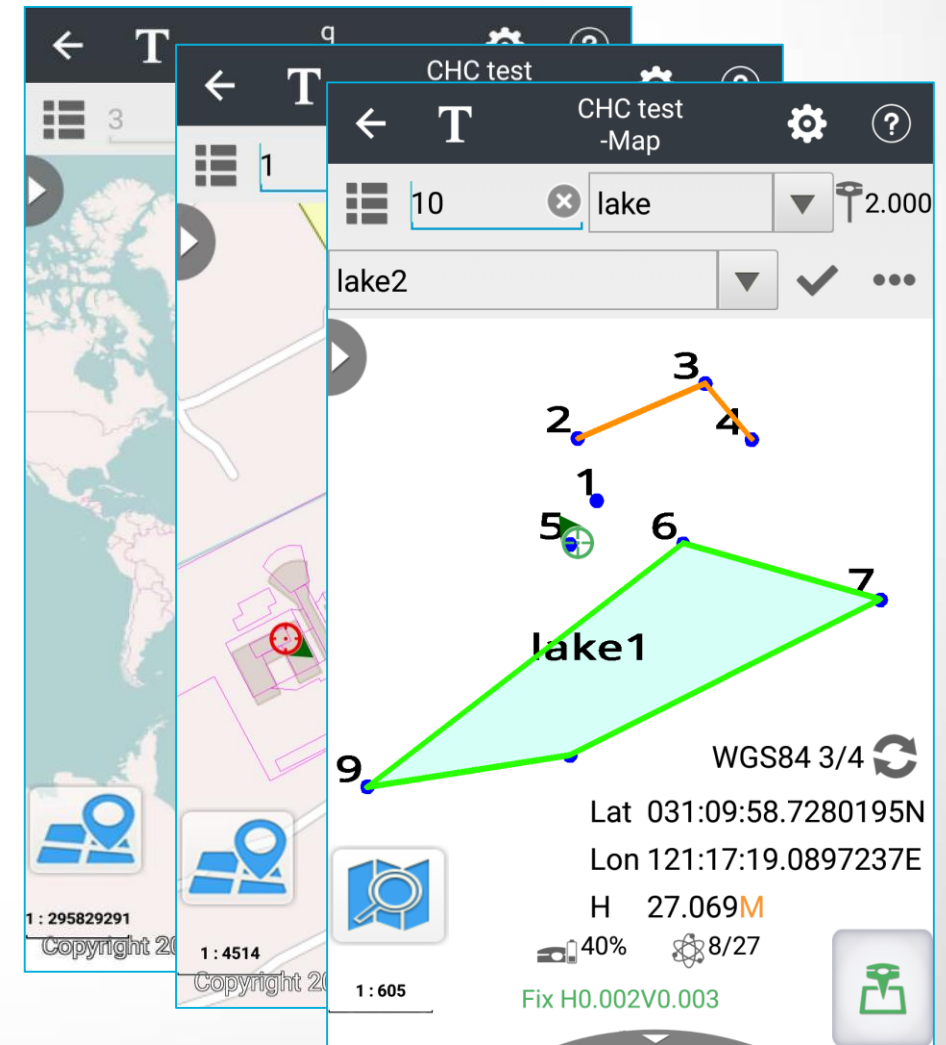 T
q
3
1 : 295829291
Copyright 20
T
CHC test
1
1 : 4514
Copyright 20
T
CHC test
-Map
?
10
lake
2.000
lake2
3
2
4
1
5
6
7
lake1
9
WGS84 3/4
Lat 031:09:58.7280195N
Lon 121:17:19.0897237E
H 27.069M
40%
8/27
1 : 605
Fix H0.002V0.003